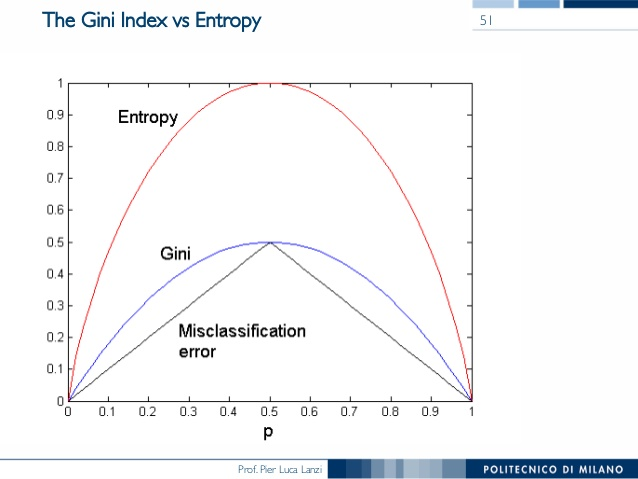 The Gini Index vs Entropy
51
1
0.9
0.8
0.7
0.6
0.5
0.4
0.3
0.2
0.1
0
Entropy
Gini
Misclassification
error
0 0.1 0.2 0.3 0.4 0.5 0.6 0.7 0.8 0.9 1
p
Prof. Pier Luca Lanzi
POLITECNICO DI MILANO